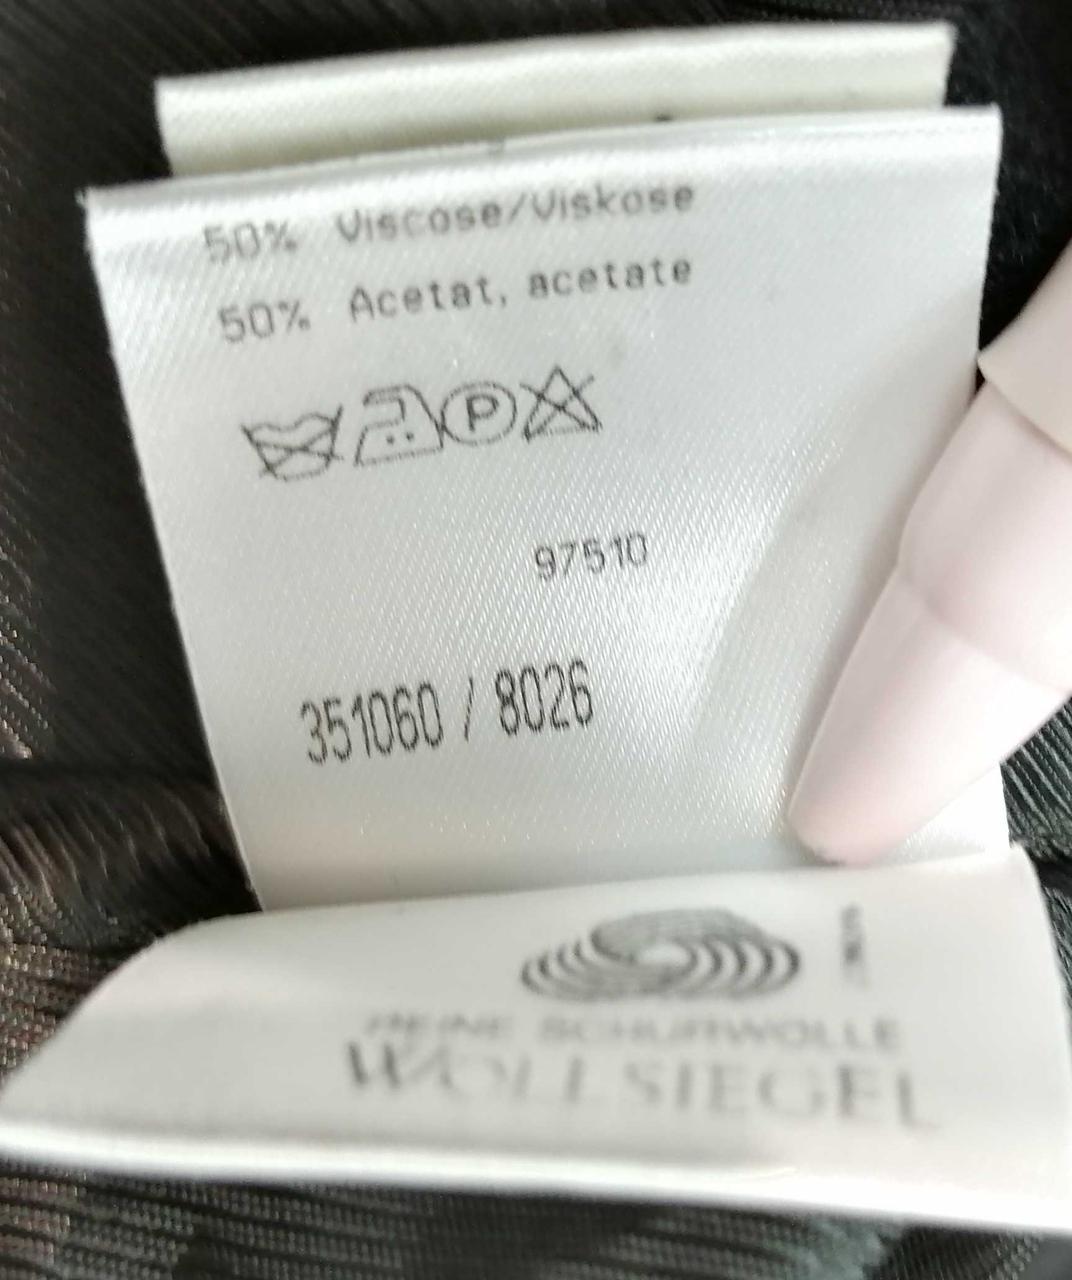 50% Viscose/Viskose
50% Acetat, acetate
P
97510
351060 / 8026
REINE SCHURWOLLE
WOLLSIEGEL